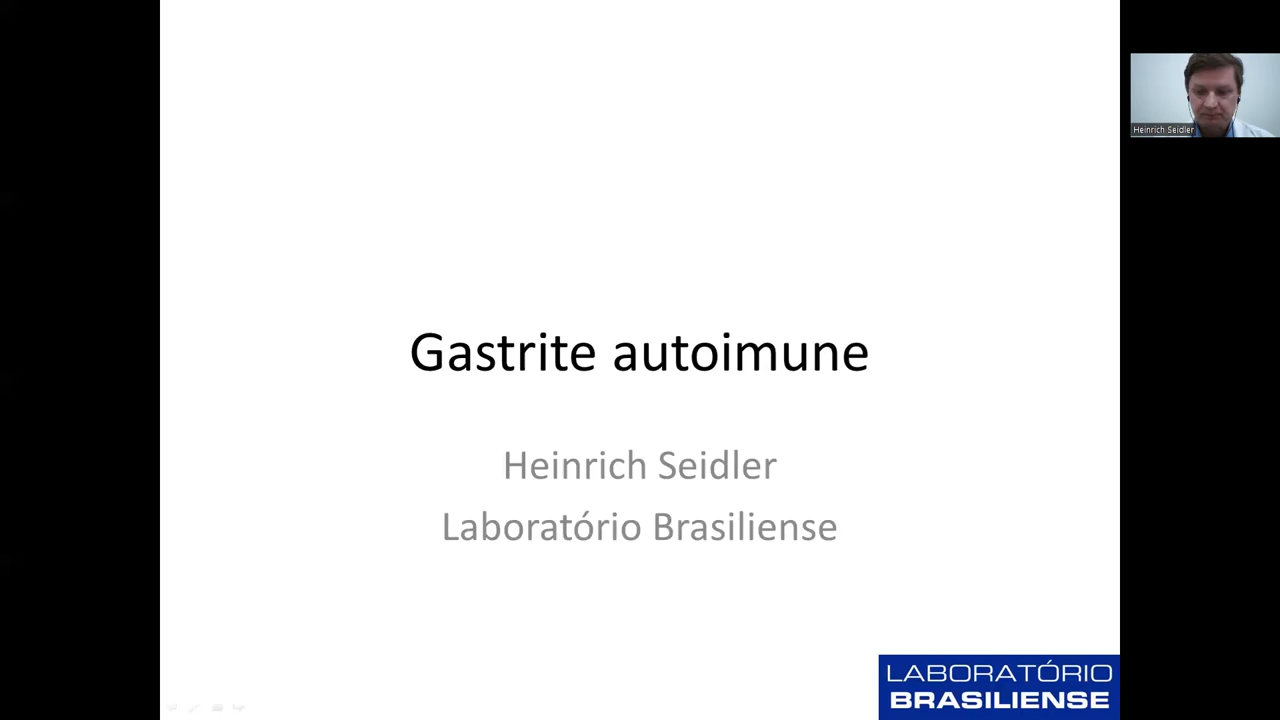 Heinrich Seidler
Gastrite autoimune
Heinrich Seidler
Laboratório Brasiliense
LABORATÓRIO
BRASILIENSE